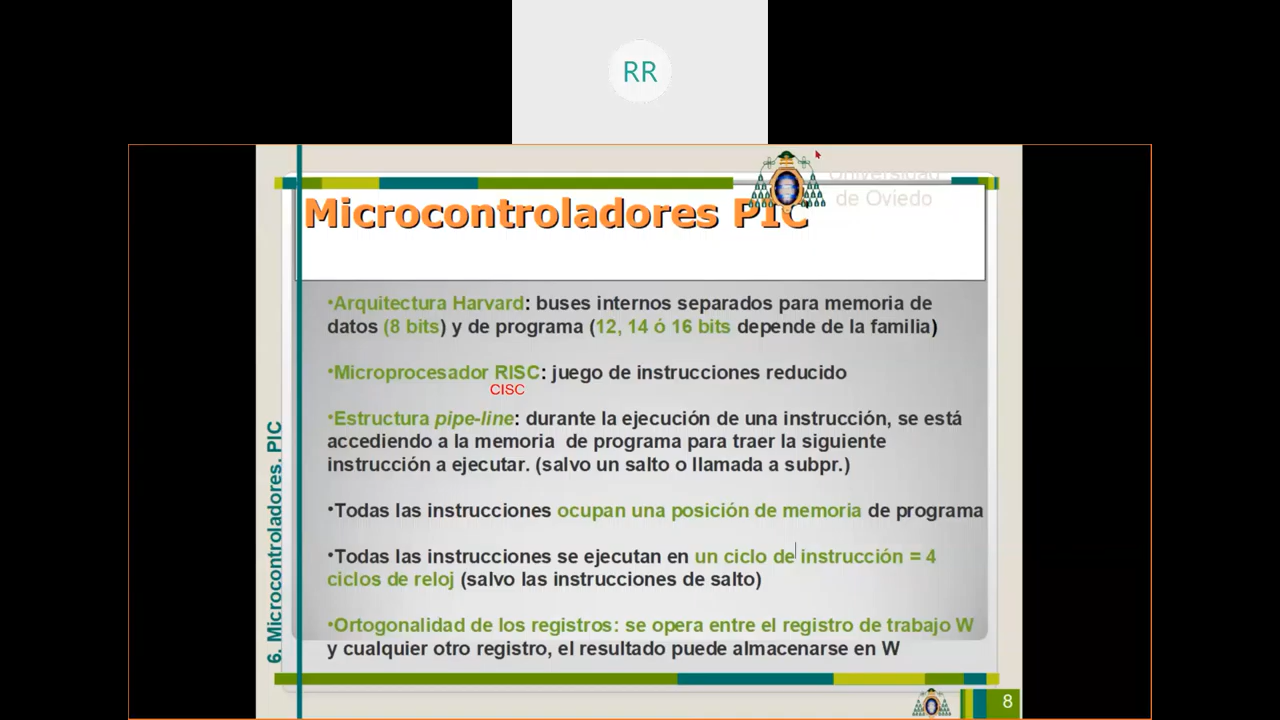 RR
Universidad
de Oviedo
Microcontroladores PIC
•Arquitectura Harvard: buses internos separados para memoria de
datos (8 bits) y de programa (12, 14 ó 16 bits depende de la familia)
•Microprocesador RISC: juego de instrucciones reducido
CISC
•Estructura pipe-line: durante la ejecución de una instrucción, se está
accediendo a la memoria de programa para traer la siguiente
instrucción a ejecutar. (salvo un salto o llamada a subpr.)
•Todas las instrucciones ocupan una posición de memoria de programa
•Todas las instrucciones se ejecutan en un ciclo de instrucción = 4
ciclos de reloj (salvo las instrucciones de salto)
•Ortogonalidad de los registros: se opera entre el registro de trabajo W
y cualquier otro registro, el resultado puede almacenarse en W
6. Microcontroladores. PIC
8